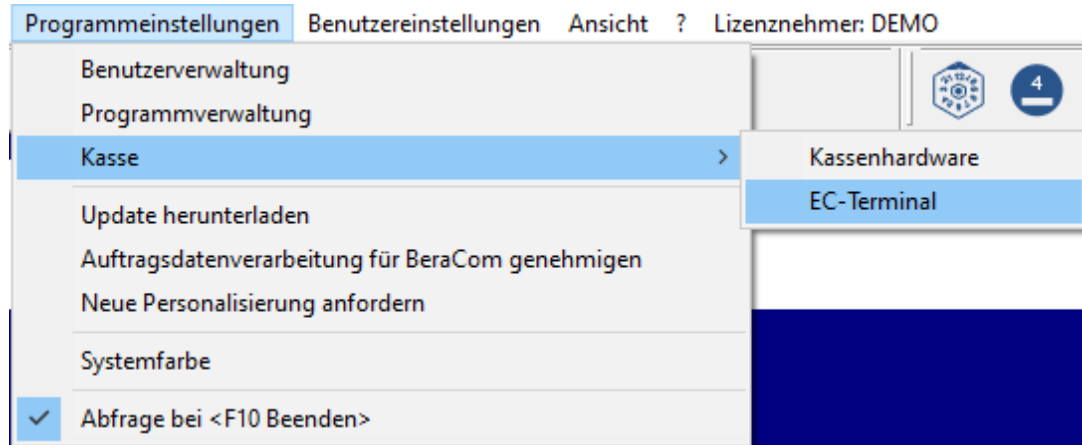 Programmeinstellungen Benutzereinstellungen Ansicht ? Lizenznehmer: DEMO
Benutzerverwaltung
Programmverwaltung
4
Kasse
Kassenhardware
EC-Terminal
Update herunterladen
Auftragsdatenverarbeitung für BeraCom genehmigen
Neue Personalisierung anfordern
Systemfarbe
Abfrage bei <F10 Beenden>